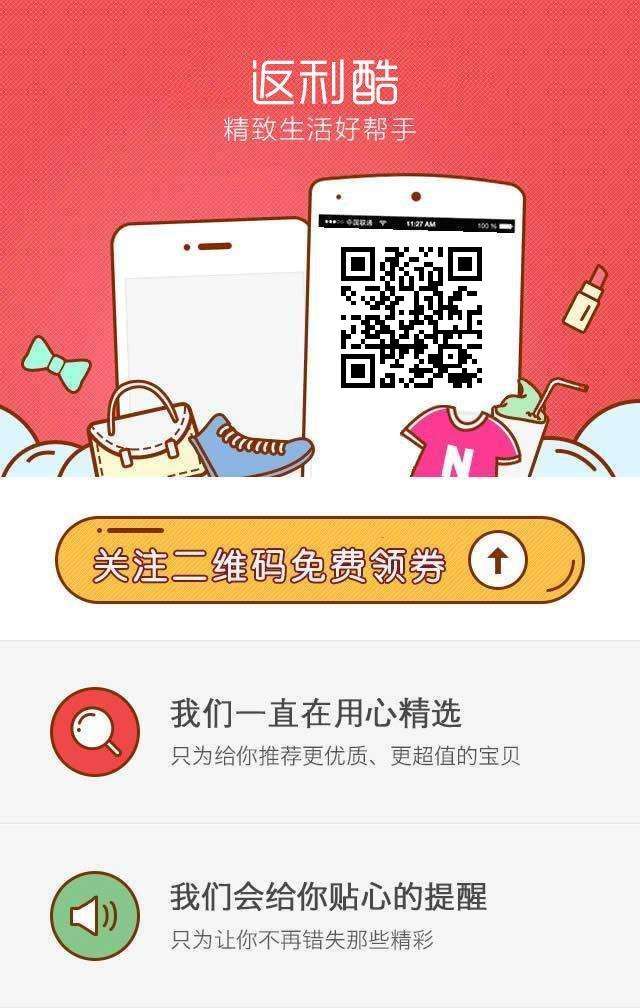 返利酷
精致生活好帮手
中国联通 11:27 AM 100 %
N
关注二维码免费领券
我们一直在用心精选
只为给你推荐更优质、更超值的宝贝
我们会给你贴心的提醒
只为让你不再错失那些精彩